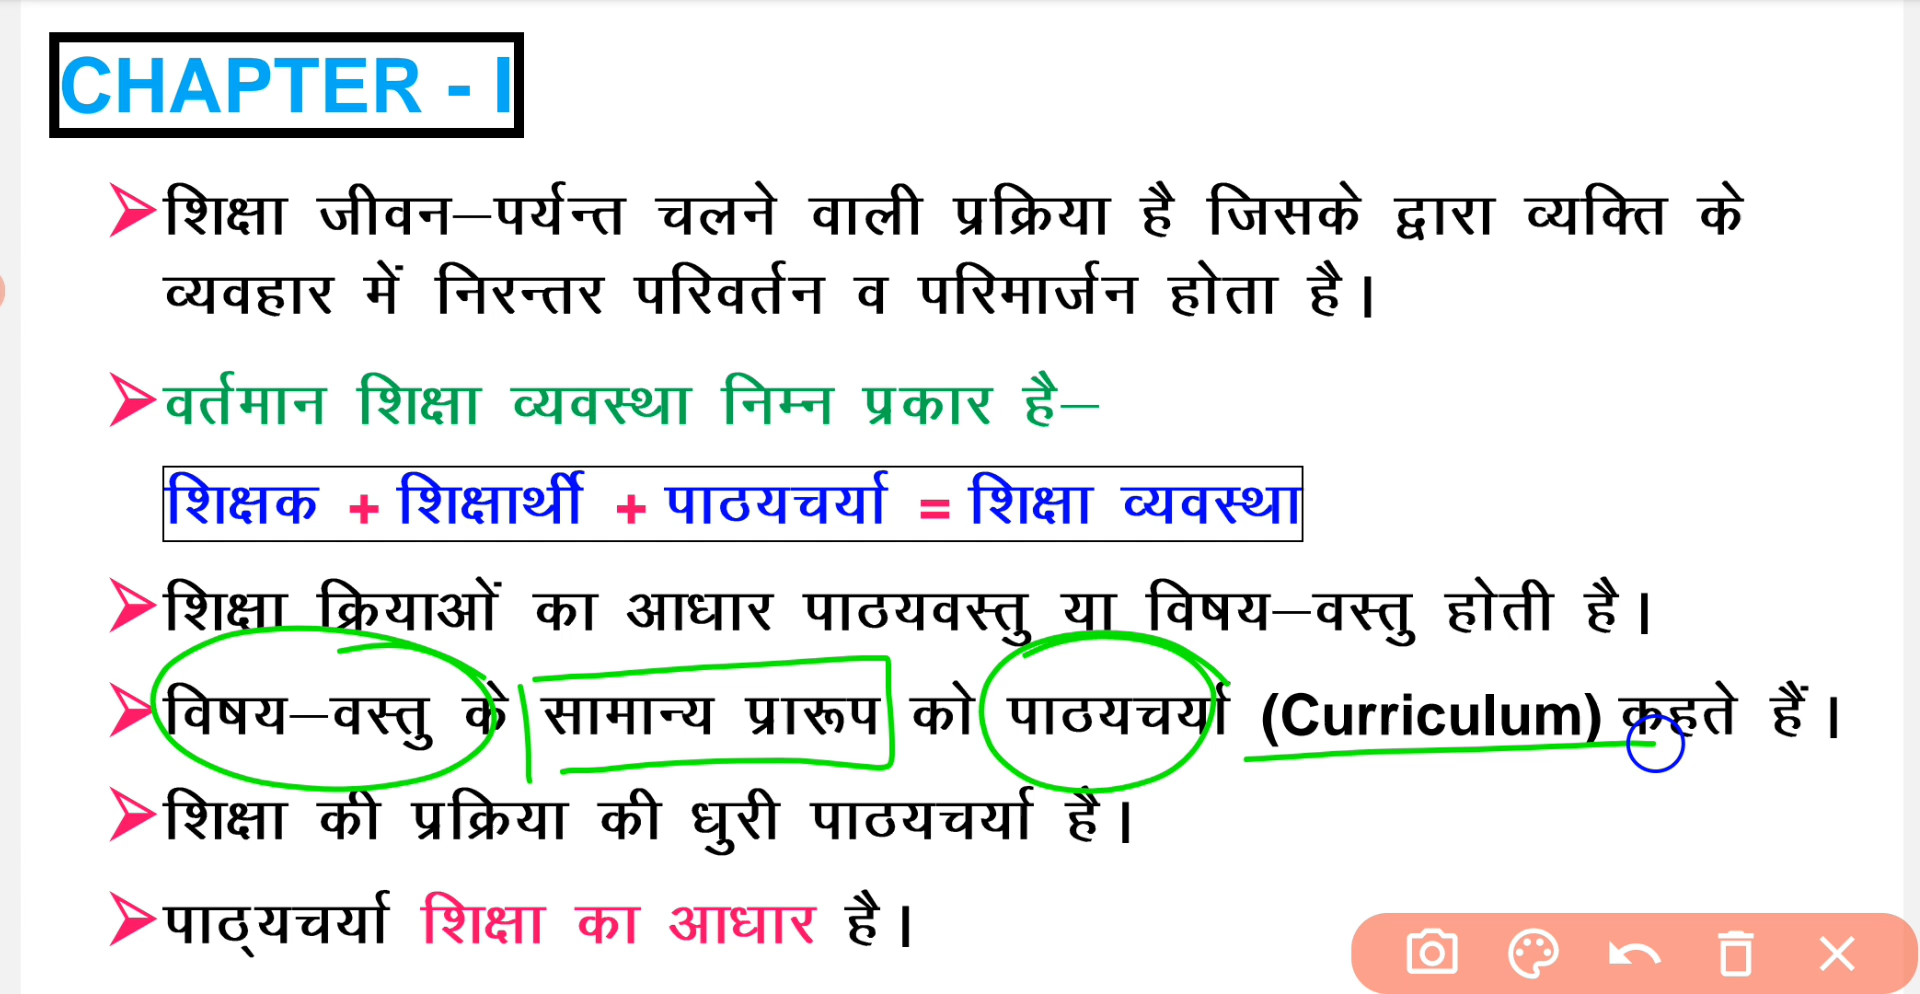 CHAPTER - I
शिक्षा जीवन–पर्यन्त चलने वाली प्रक्रिया है जिसके द्वारा व्यक्ति के
व्यवहार में निरन्तर परिवर्तन व परिमार्जन होता है।
वर्तमान शिक्षा व्यवस्था निम्न प्रकार है–
शिक्षक + शिक्षार्थी + पाठयचर्या = शिक्षा व्यवस्था
शिक्षा क्रियाओं का आधार पाठयवस्तु या विषय–वस्तु होती है।
विषय–वस्तु के सामान्य प्रारूप को पाठयचर्या (Curriculum) कहते हैं।
शिक्षा की प्रक्रिया की धुरी पाठयचर्या है।
पाठ्यचर्या शिक्षा का आधार है।